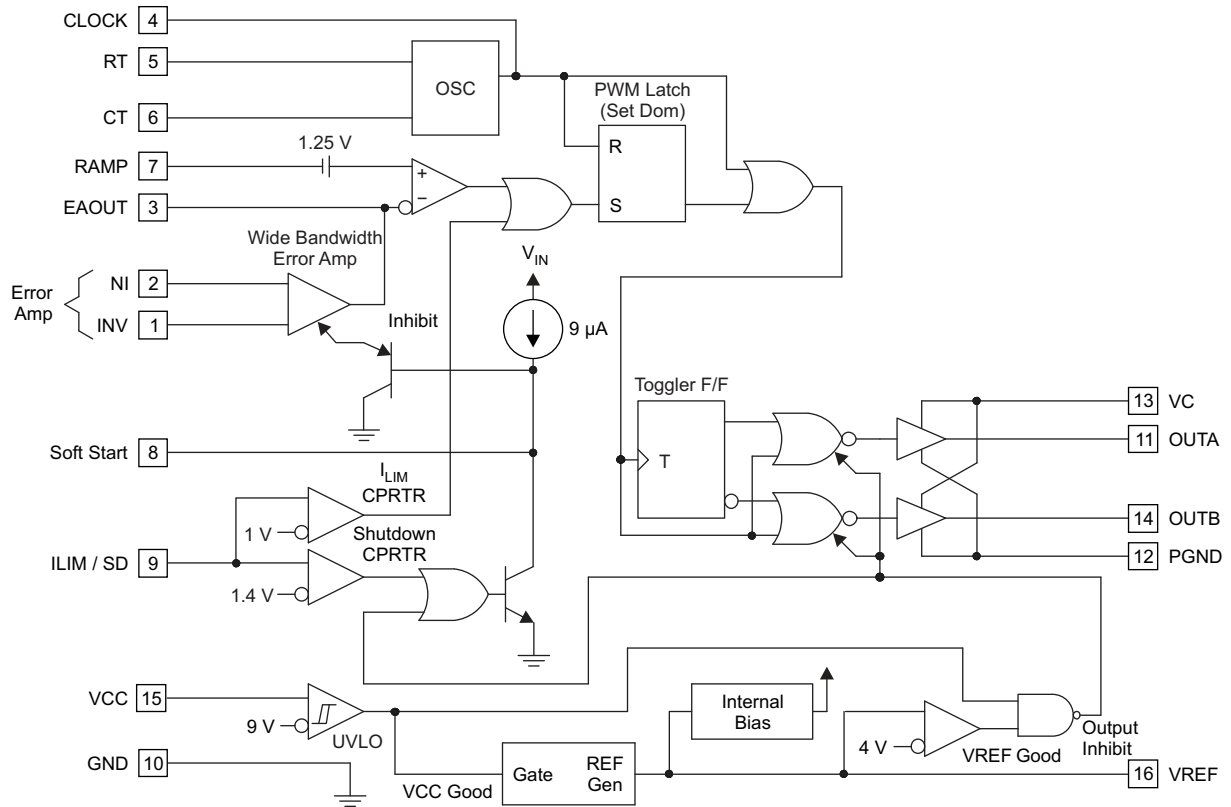 CLOCK 4
RT 5
OSC
CT 6
PWM Latch
(Set Dom)
R
S
1.25 V
RAMP 7
+
−
EAOUT 3
Wide Bandwidth
Error Amp
Error
Amp
NI 2
INV 1
Inhibit
VIN
9 µA
Toggler F/F
T
13 VC
11 OUTA
14 OUTB
12 PGND
Soft Start 8
ILIM
CPRTR
1 V
Shutdown
CPRTR
ILIM / SD 9
1.4 V
VCC 15
9 V
UVLO
GND 10
VCC Good
Gate
REF
Gen
Internal
Bias
4 V
VREF Good
Output
Inhibit
16 VREF